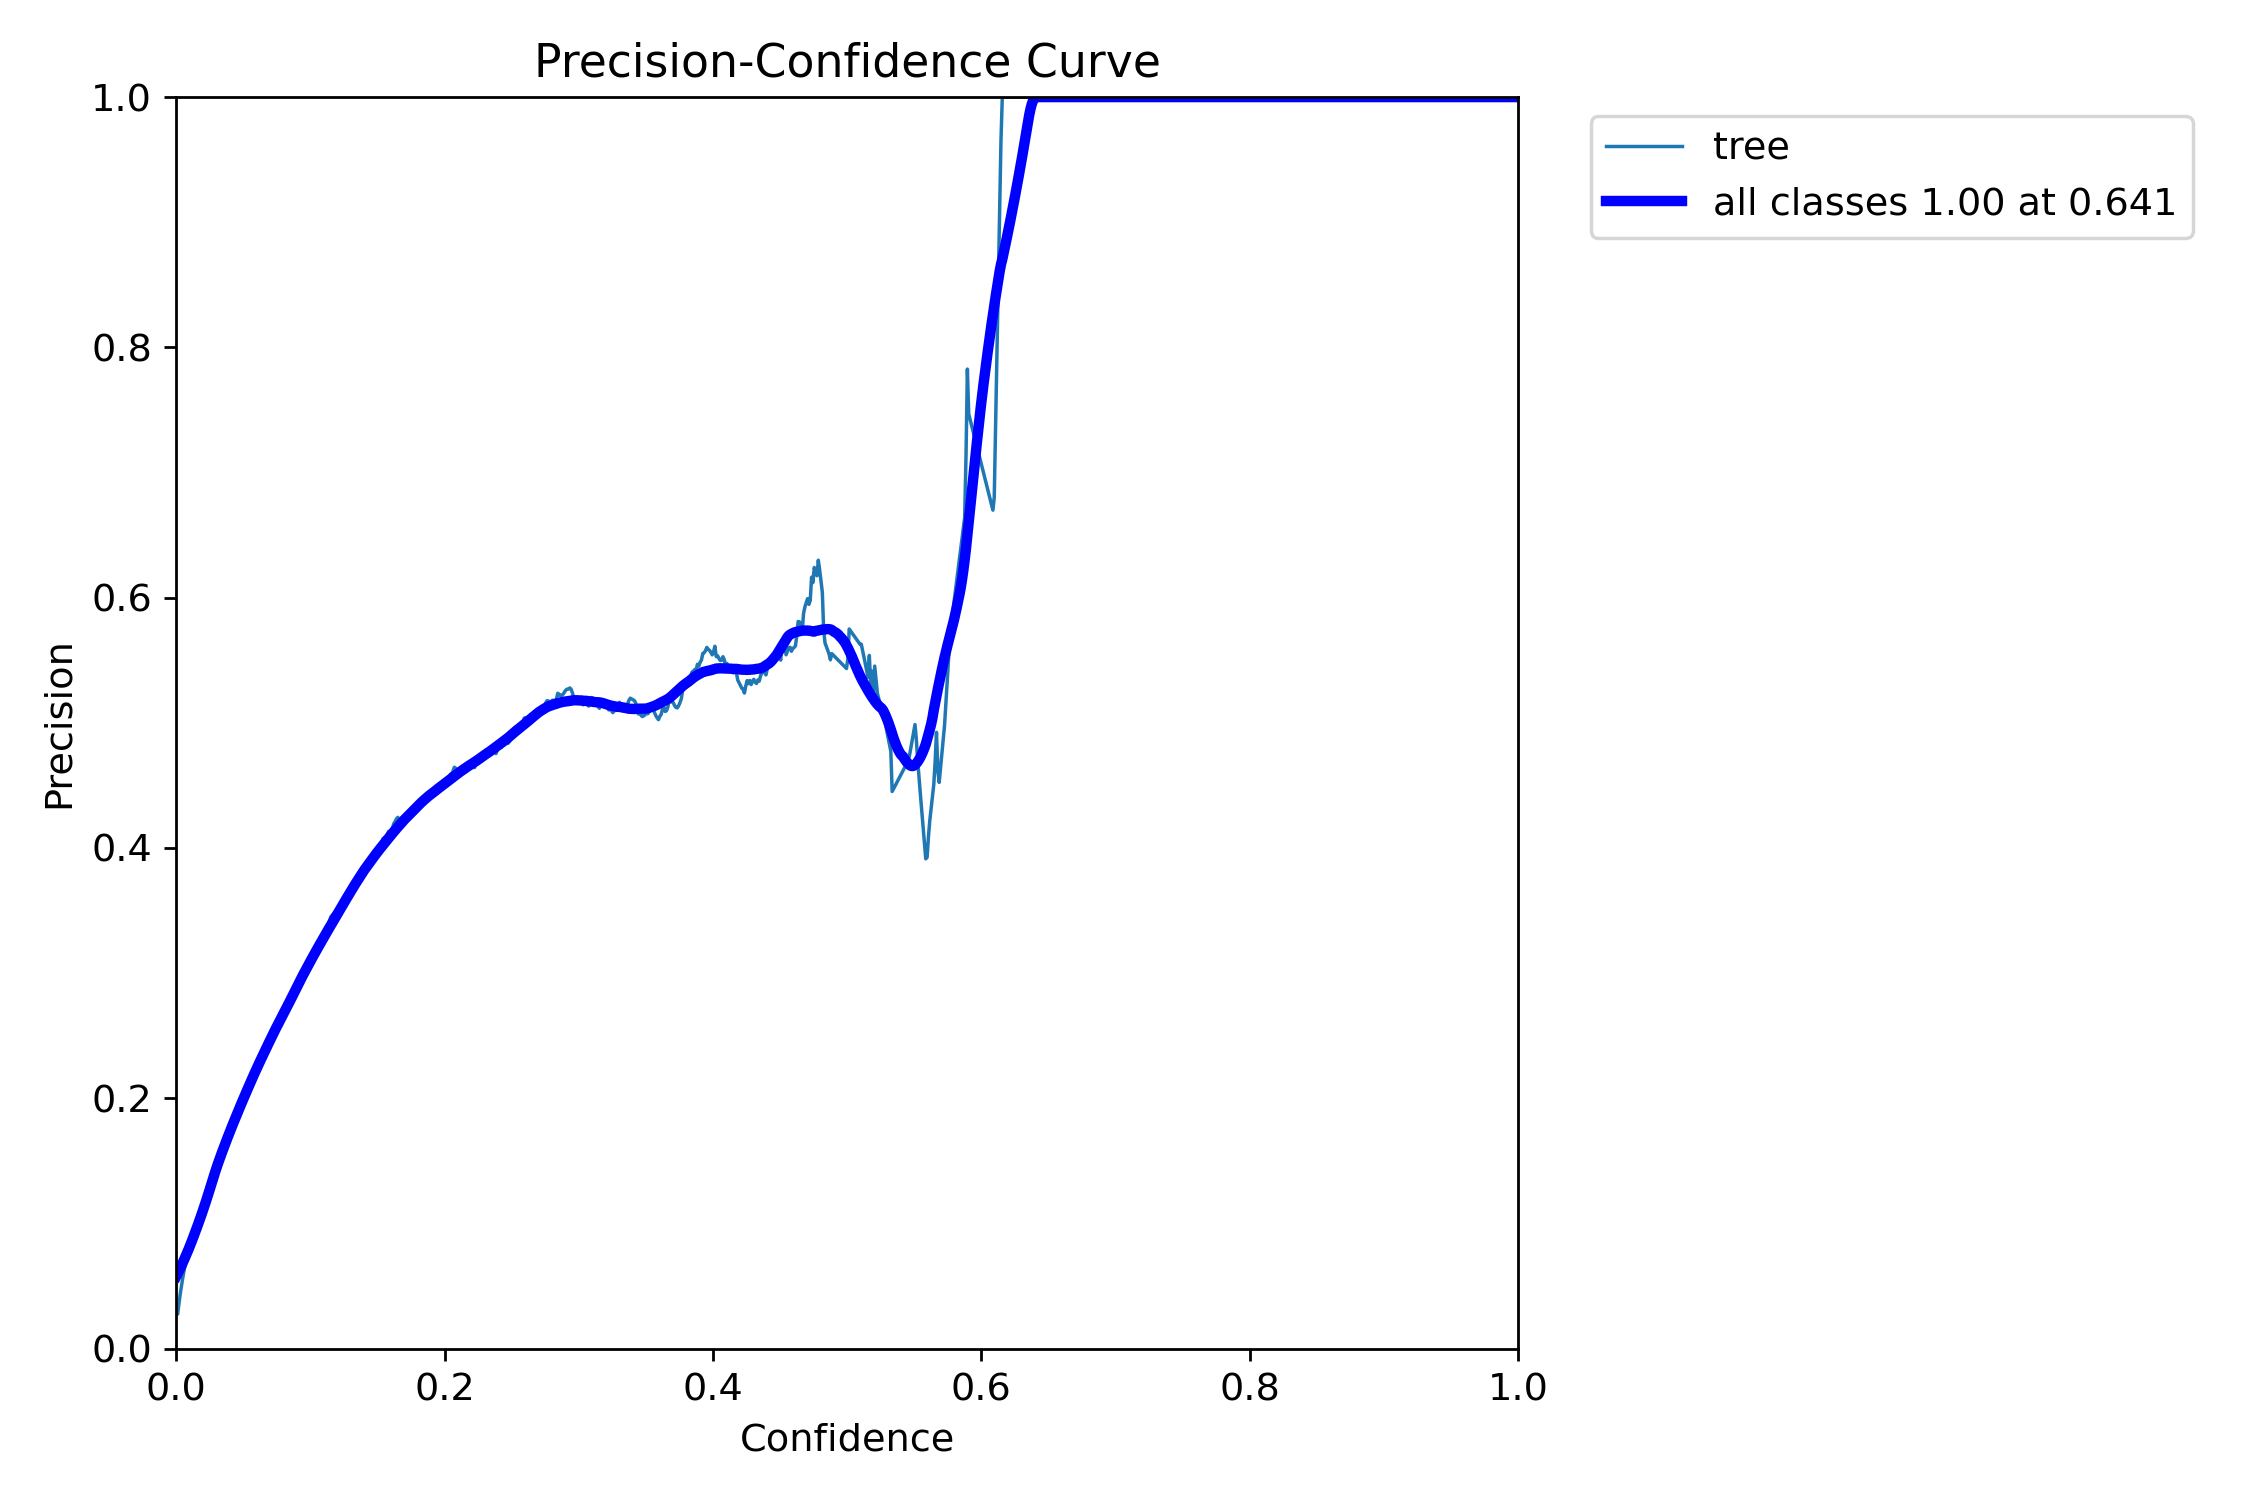 Precision-Confidence Curve
1.0
0.8
0.6
0.4
0.2
0.0
Precision
0.0 0.2 0.4 0.6 0.8 1.0
Confidence
tree
all classes 1.00 at 0.641